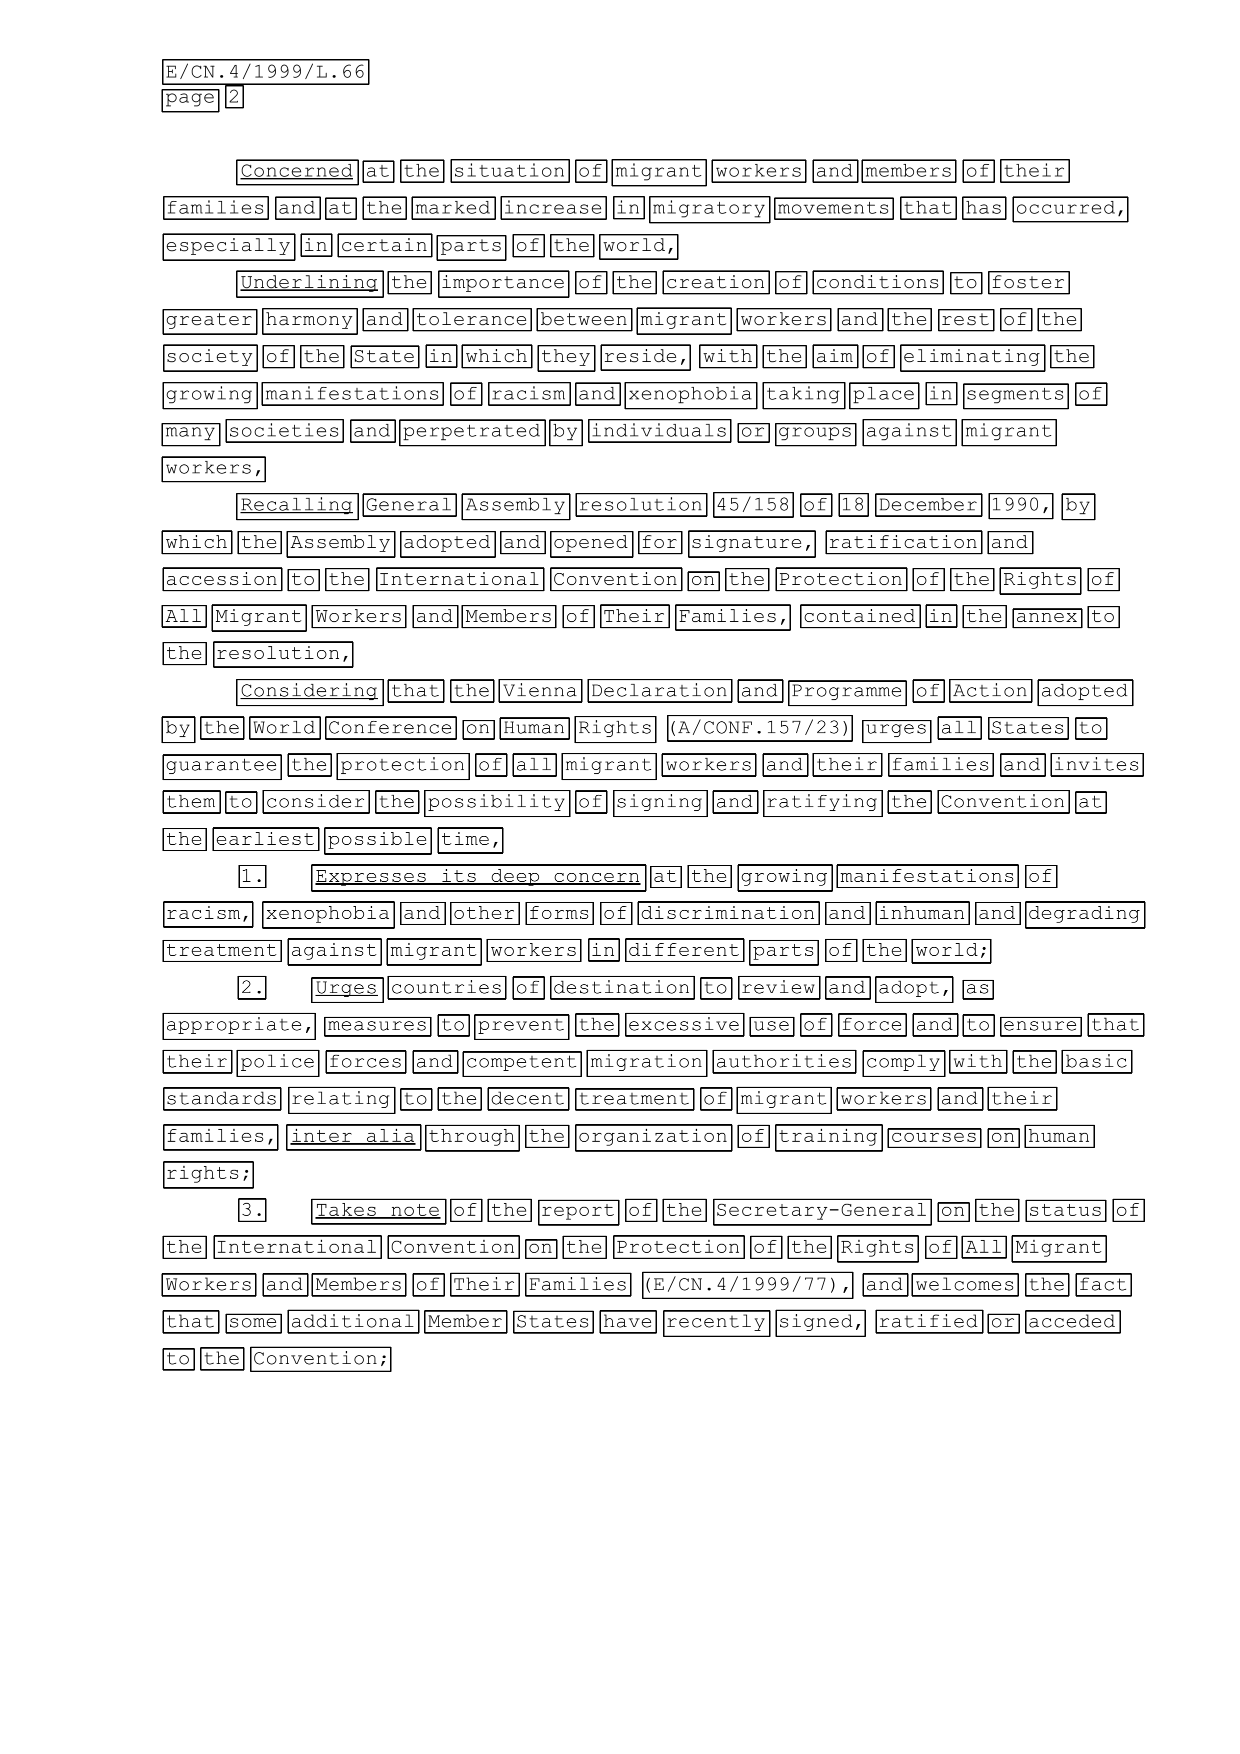 E/CN.4/1999/L.66
page 2
Concerned at the situation of migrant workers and members of their
families and at the marked increase in migratory movements that has occurred,
especially in certain parts of the world,
Underlining the importance of the creation of conditions to foster
greater harmony and tolerance between migrant workers and the rest of the
society of the State in which they reside, with the aim of eliminating the
growing manifestations of racism and xenophobia taking place in segments of
many societies and perpetrated by individuals or groups against migrant
workers,
Recalling General Assembly resolution 45/158 of 18 December 1990, by
which the Assembly adopted and opened for signature, ratification and
accession to the International Convention on the Protection of the Rights of
All Migrant Workers and Members of Their Families, contained in the annex to
the resolution,
Considering that the Vienna Declaration and Programme of Action adopted
by the World Conference on Human Rights (A/CONF.157/23) urges all States to
guarantee the protection of all migrant workers and their families and invites
them to consider the possibility of signing and ratifying the Convention at
the earliest possible time,
1. Expresses its deep concern at the growing manifestations of
racism, xenophobia and other forms of discrimination and inhuman and degrading
treatment against migrant workers in different parts of the world;
2. Urges countries of destination to review and adopt, as
appropriate, measures to prevent the excessive use of force and to ensure that
their police forces and competent migration authorities comply with the basic
standards relating to the decent treatment of migrant workers and their
families, inter alia through the organization of training courses on human
rights;
3. Takes note of the report of the Secretary-General on the status of
the International Convention on the Protection of the Rights of All Migrant
Workers and Members of Their Families (E/CN.4/1999/77), and welcomes the fact
that some additional Member States have recently signed, ratified or acceded
to the Convention;